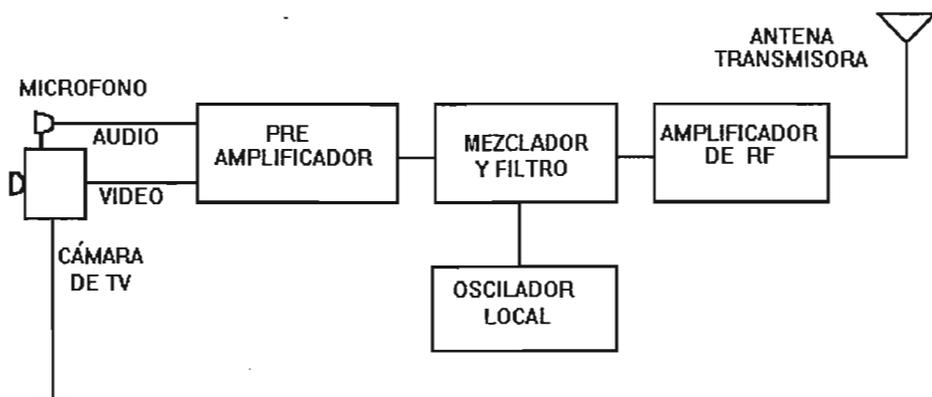 ANTENA
TRANSMISORA
MICROFONO
AUDIO
PRE
AMPLIFICADOR
MEZCLADOR
Y FILTRO
AMPLIFICADOR
DE RF
VIDEO
CÁMARA
DE TV
OSCILADOR
LOCAL